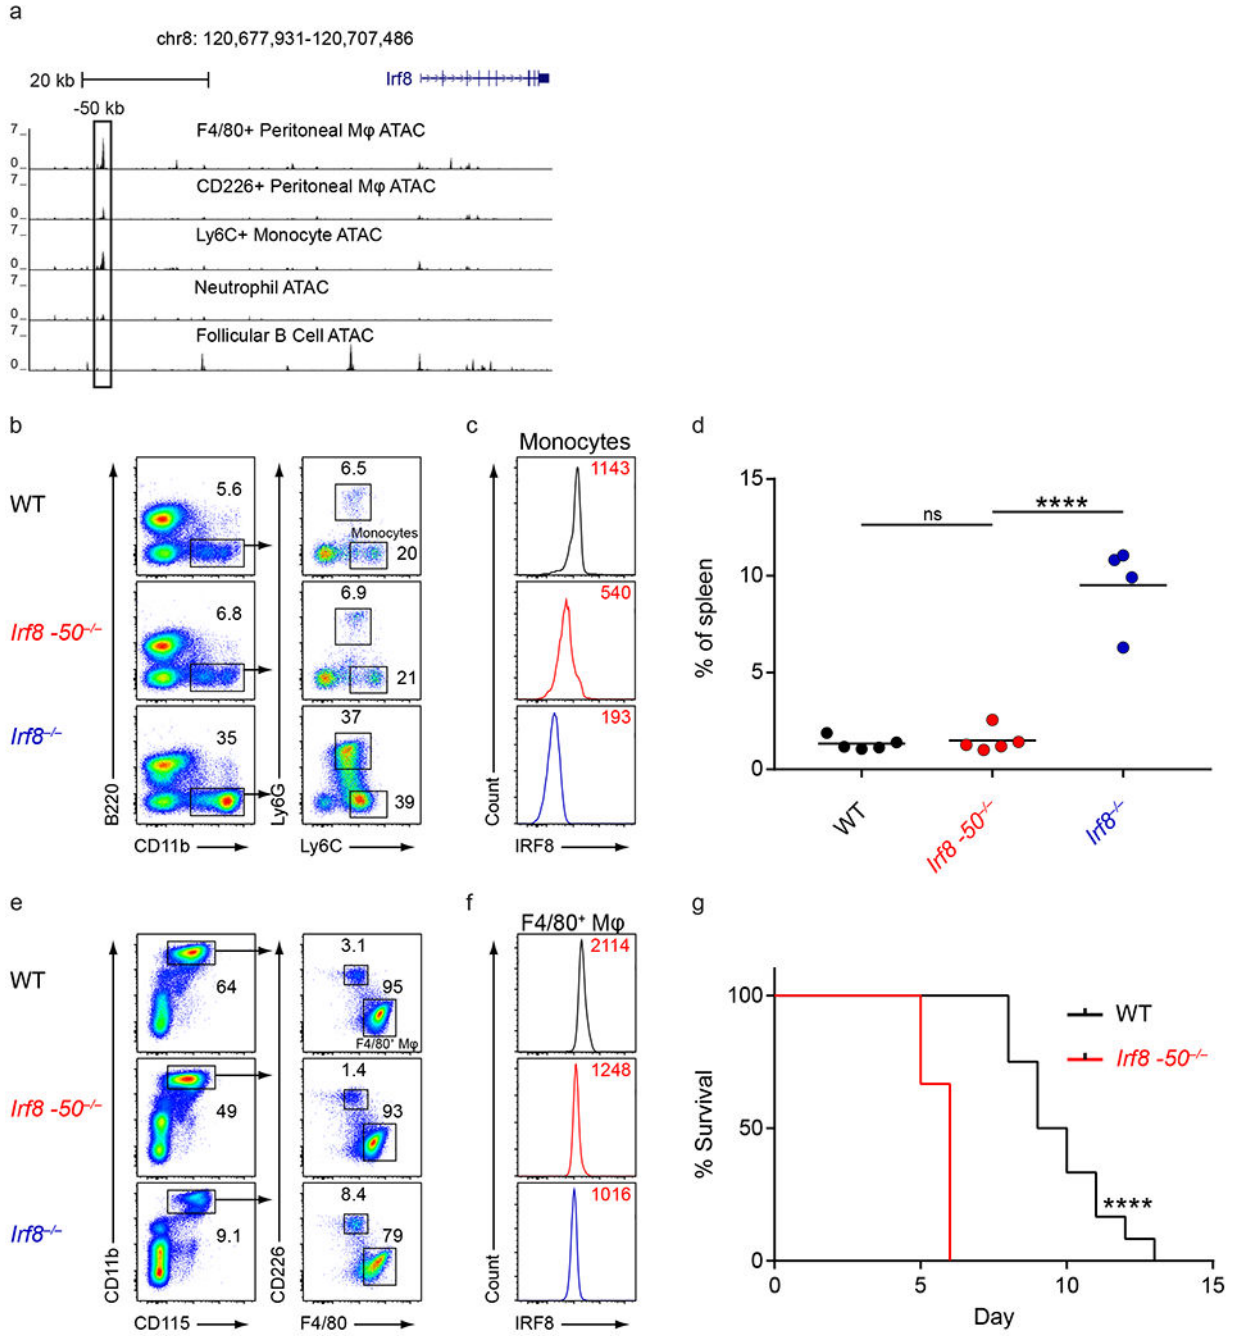 a
chr8: 120,677,931-120,707,486
20 kb
Irf8
-50 kb
7
0
F4/80+ Peritoneal Mφ ATAC
7
0
CD226+ Peritoneal Mφ ATAC
7
0
Ly6C+ Monocyte ATAC
7
0
Neutrophil ATAC
7
0
Follicular B Cell ATAC
b
WT
5.6
6.5
Monocytes
20
Irf8 -50–/–
6.8
6.9
21
Irf8–/–
35
37
39
B220
CD11b
Ly6G
Ly6C
c
Monocytes
1143
540
193
Count
IRF8
d
15
10
5
0
% of spleen
ns
****
WT
Irf8 -50–/–
Irf8–/–
e
WT
64
3.1
95
F4/80+ Mφ
Irf8 -50–/–
49
1.4
93
Irf8–/–
9.1
8.4
79
CD11b
CD115
CD226
F4/80
f
F4/80+ Mφ
2114
1248
1016
Count
IRF8
g
100
50
0
% Survival
WT
Irf8 -50–/–
****
0
5
10
15
Day